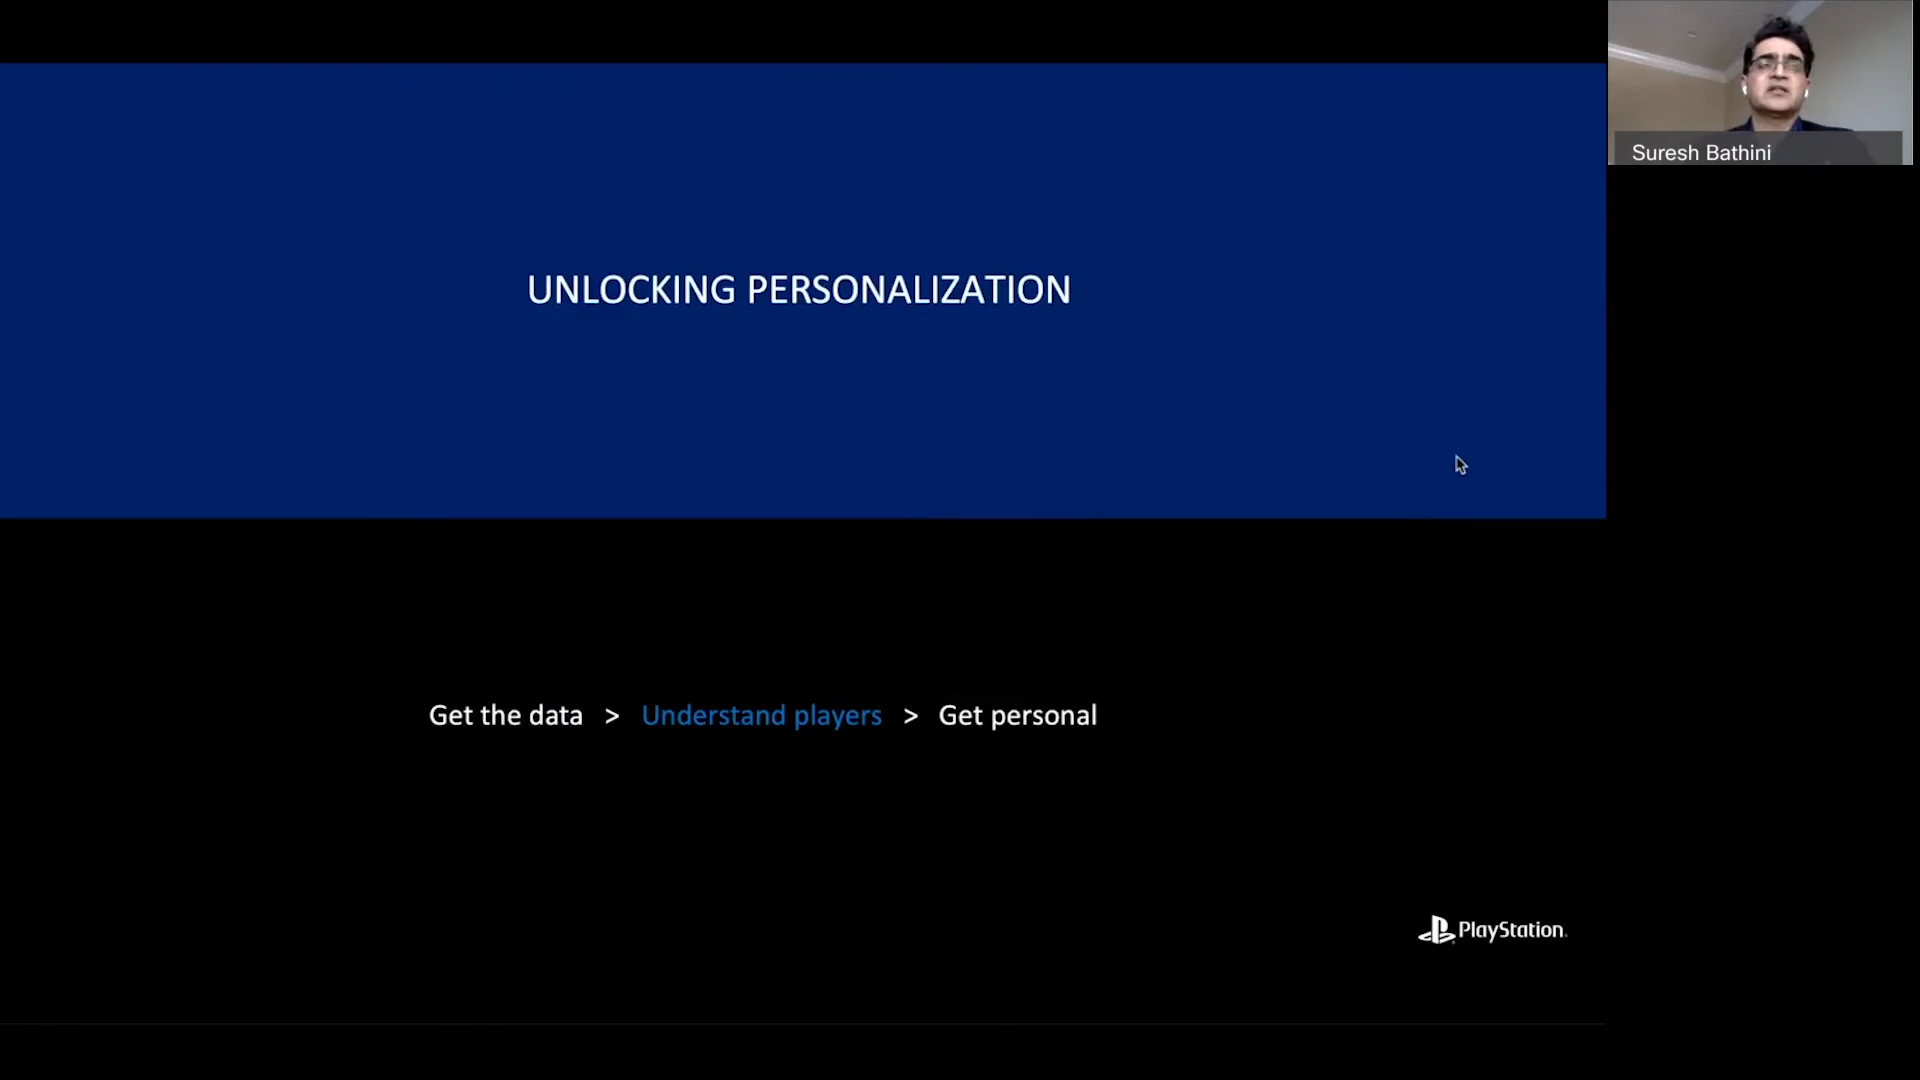 Suresh Bathini
UNLOCKING PERSONALIZATION
Get the data > Understand players > Get personal
PlayStation